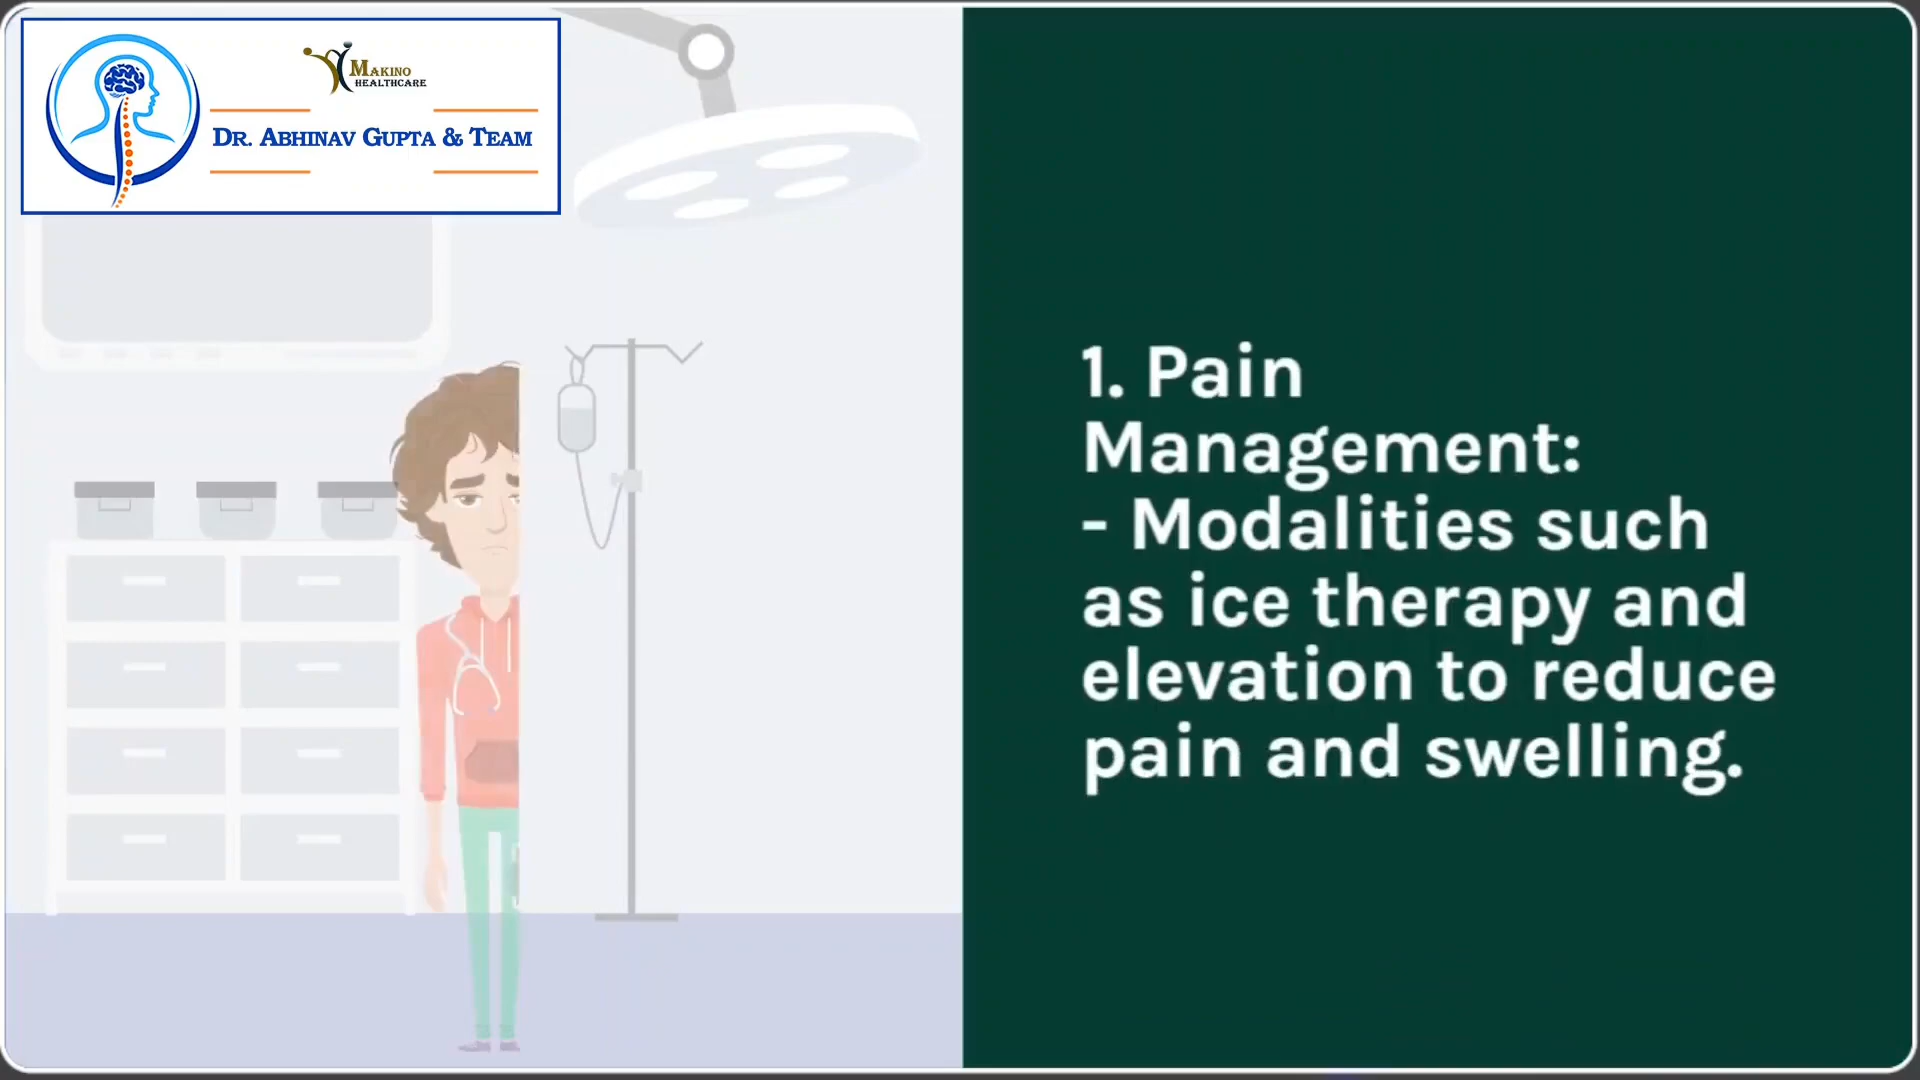 MAKINO
HEALTHCARE
DR. ABHINAV GUPTA & TEAM
1. Pain
Management:
- Modalities such
as ice therapy and
elevation to reduce
pain and swelling.